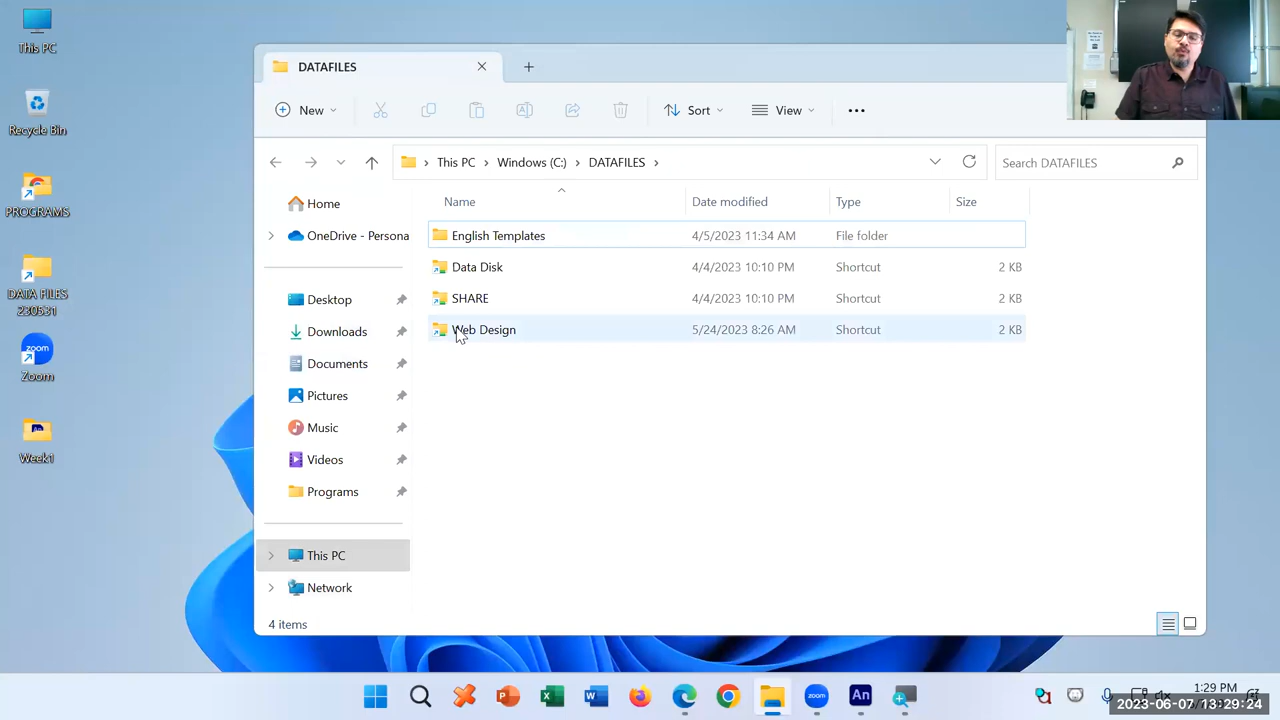 This PC
Recycle Bin
PROGRAMS
DATA FILES
230531
zoom
Zoom
An
Week1
DATAFILES
New
Sort
View
This PC
Windows (C:)
DATAFILES
Search DATAFILES
Home
OneDrive - Persona
Desktop
Downloads
Documents
Pictures
Music
Videos
Programs
This PC
Network
Name Date modified Type Size
English Templates 4/5/2023 11:34 AM File folder
Data Disk 4/4/2023 10:10 PM Shortcut 2 KB
SHARE 4/4/2023 10:10 PM Shortcut 2 KB
Web Design 5/24/2023 8:26 AM Shortcut 2 KB
4 items
P
X
W
zoom
An
1:29 PM
2023-06-07 13:29:24